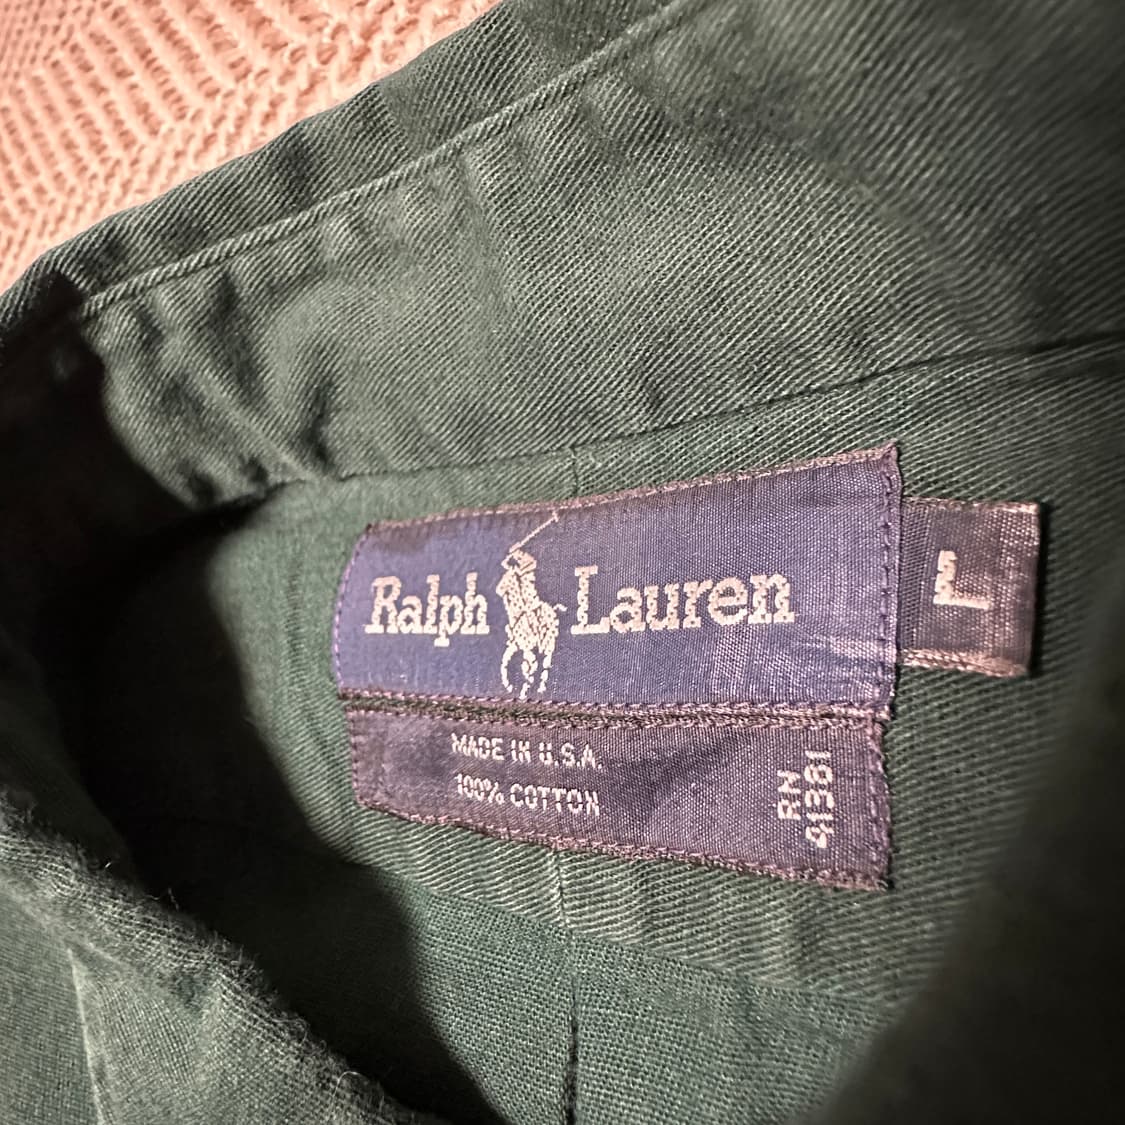 Ralph Lauren
L
MADE IN U.S.A.
100% COTTON
RN
41381